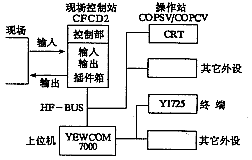 现场控制站
CFCD2
操作站
COPSV/COPCV
现场
控制部
输入
输出
插件箱
输入
输出
CRT
其它外设
HF-BUS
Y1725
终端
上位机
YEWCOM
7000
其它外设